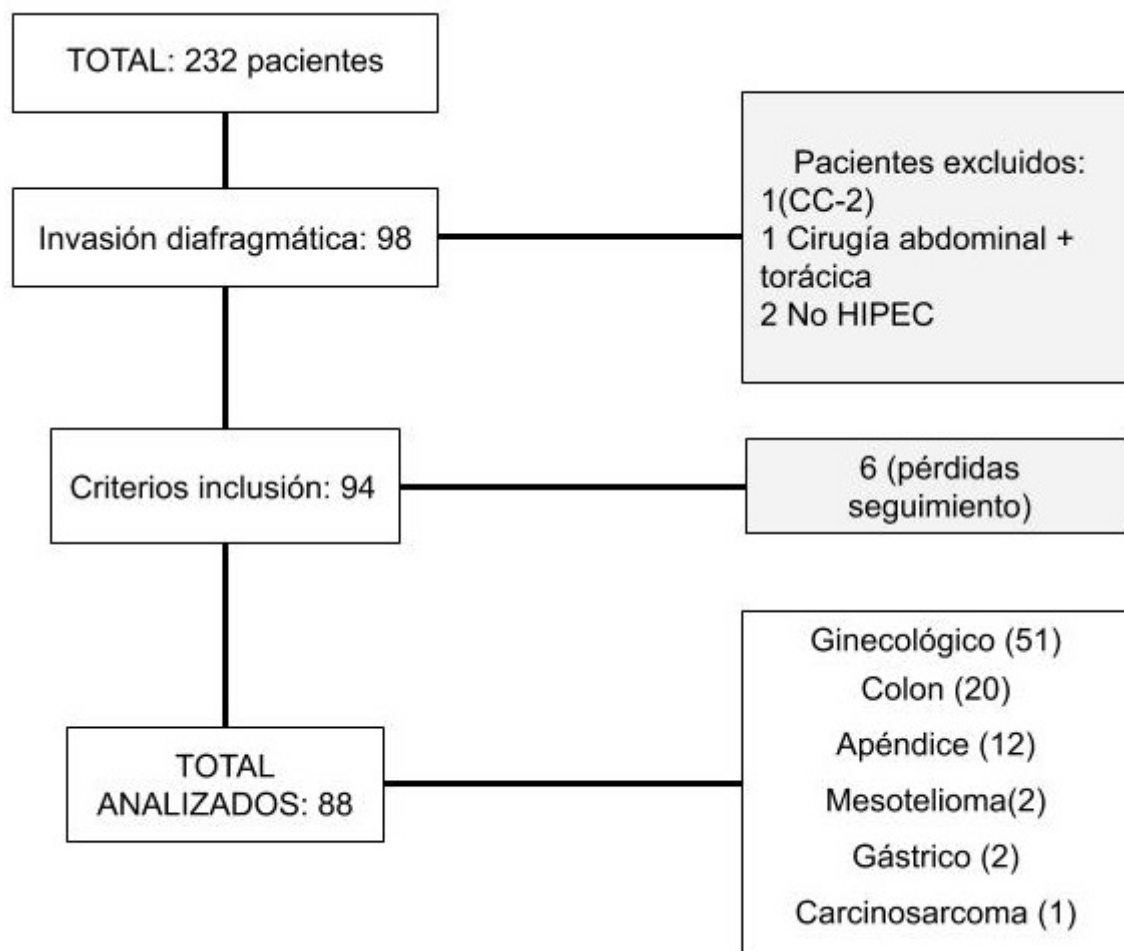 TOTAL: 232 pacientes
Invasión diafragmática: 98
Pacientes excluidos:
1(CC-2)
1 Cirugía abdominal +
torácica
2 No HIPEC
Criterios inclusión: 94
6 (pérdidas
seguimiento)
TOTAL
ANALIZADOS: 88
Ginecológico (51)
Colon (20)
Apéndice (12)
Mesotelioma(2)
Gástrico (2)
Carcinosarcoma (1)